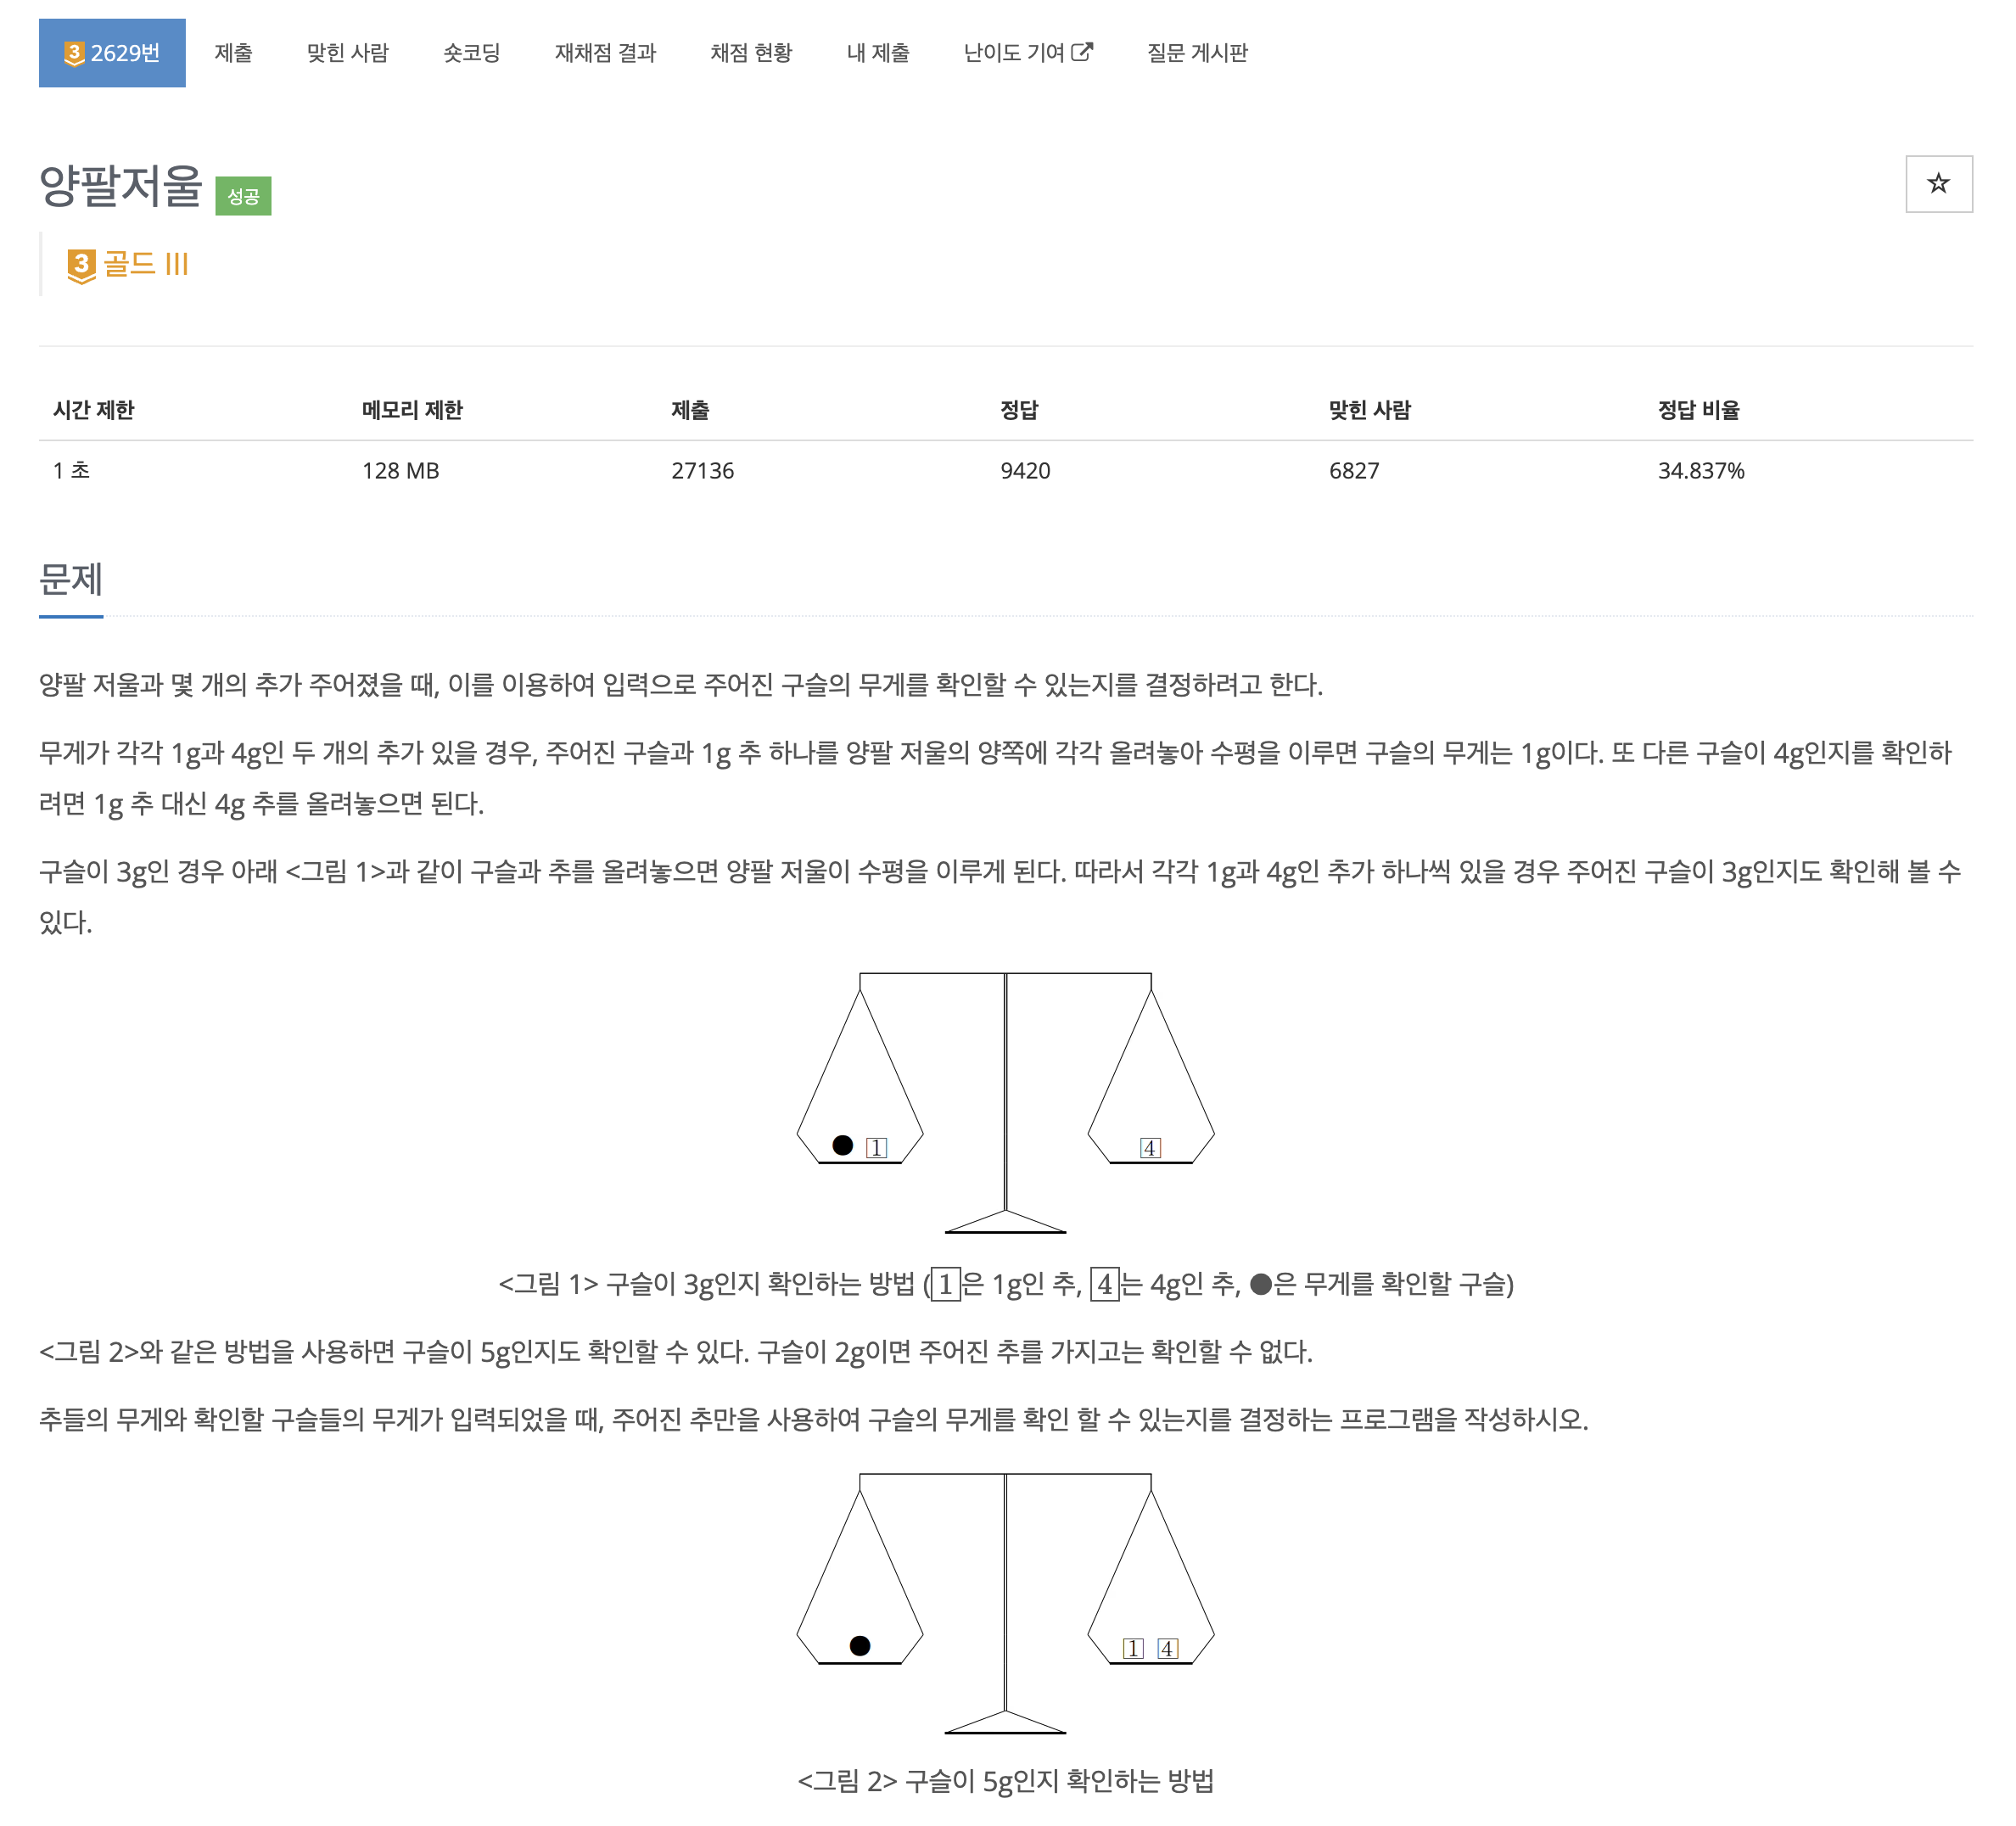 3 2629번 제출 맞힌 사람 숏코딩 재채점 결과 채점 현황 내 제출 난이도 기여 질문 게시판
양팔저울 성공
3 골드 III
시간 제한 메모리 제한 제출 정답 맞힌 사람 정답 비율
1 초 128 MB 27136 9420 6827 34.837%
문제
양팔 저울과 몇 개의 추가 주어졌을 때, 이를 이용하여 입력으로 주어진 구슬의 무게를 확인할 수 있는지를 결정하려고 한다.
무게가 각각 1g과 4g인 두 개의 추가 있을 경우, 주어진 구슬과 1g 추 하나를 양팔 저울의 양쪽에 각각 올려놓아 수평을 이루면 구슬의 무게는 1g이다. 또 다른 구슬이 4g인지를 확인하
려면 1g 추 대신 4g 추를 올려놓으면 된다.
구슬이 3g인 경우 아래 <그림 1>과 같이 구슬과 추를 올려놓으면 양팔 저울이 수평을 이루게 된다. 따라서 각각 1g과 4g인 추가 하나씩 있을 경우 주어진 구슬이 3g인지도 확인해 볼 수
있다.
1 4
<그림 1> 구슬이 3g인지 확인하는 방법 (1은 1g인 추, 4는 4g인 추, ●은 무게를 확인할 구슬)
<그림 2>와 같은 방법을 사용하면 구슬이 5g인지도 확인할 수 있다. 구슬이 2g이면 주어진 추를 가지고는 확인할 수 없다.
추들의 무게와 확인할 구슬들의 무게가 입력되었을 때, 주어진 추만을 사용하여 구슬의 무게를 확인 할 수 있는지를 결정하는 프로그램을 작성하시오.
1 4
<그림 2> 구슬이 5g인지 확인하는 방법